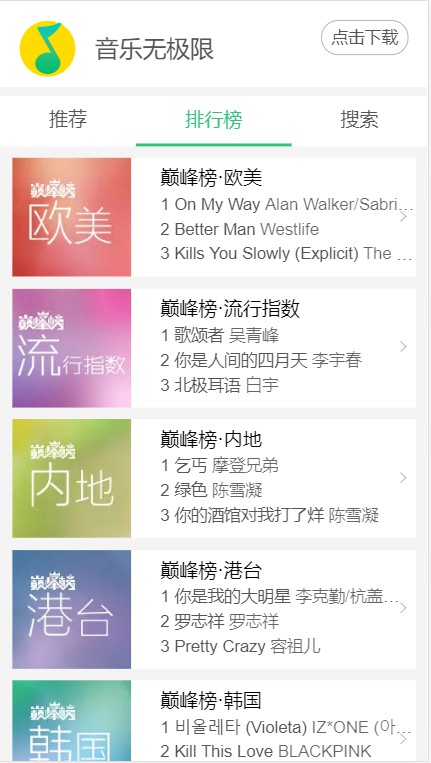 音乐无极限
点击下载
推荐 排行榜 搜索
巅峰榜
欧美
巅峰榜·欧美
1 On My Way Alan Walker/Sabri...
2 Better Man Westlife
3 Kills You Slowly (Explicit) The ...
巅峰榜
流行指数
巅峰榜·流行指数
1 歌颂者 吴青峰
2 你是人间的四月天 李宇春
3 北极耳语 白宇
巅峰榜
内地
巅峰榜·内地
1 乞丐 摩登兄弟
2 绿色 陈雪凝
3 你的酒馆对我打了烊 陈雪凝
巅峰榜
港台
巅峰榜·港台
1 你是我的大明星 李克勤/杭盖...
2 罗志祥 罗志祥
3 Pretty Crazy 容祖儿
巅峰榜
韩国
巅峰榜·韩国
1 비올레타 (Violeta) IZ*ONE (아...
2 Kill This Love BLACKPINK